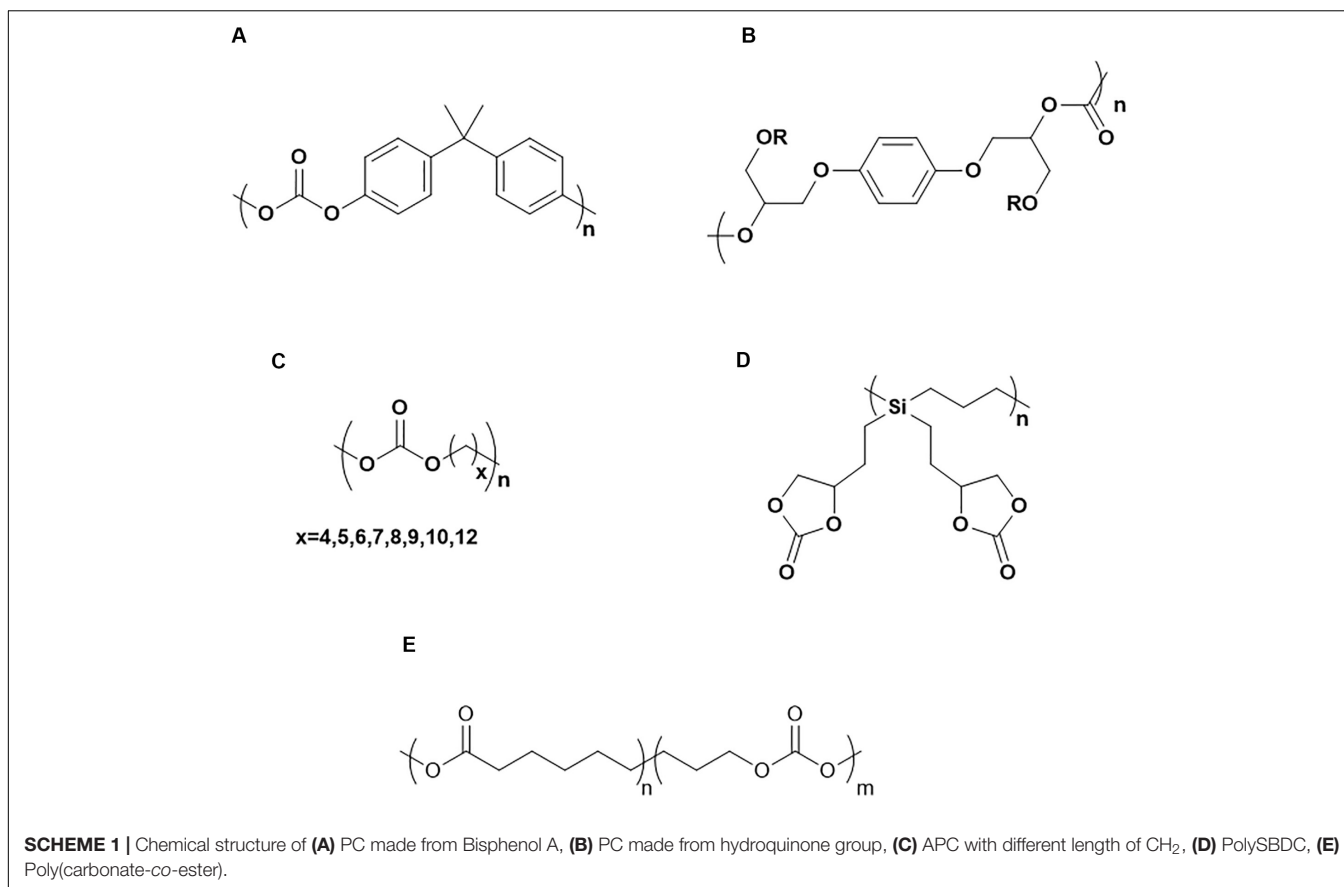 A
B
O
O
O
n
OR
O
O
O
O
n
RO
O
C
D
O
O
O
x
n
x=4,5,6,7,8,9,10,12
Si
n
O
O
O
O
O
O
E
O
O
n
O
O
O
m
SCHEME 1 | Chemical structure of (A) PC made from Bisphenol A, (B) PC made from hydroquinone group, (C) APC with different length of CH₂, (D) PolySBDC, (E)
Poly(carbonate-co-ester).